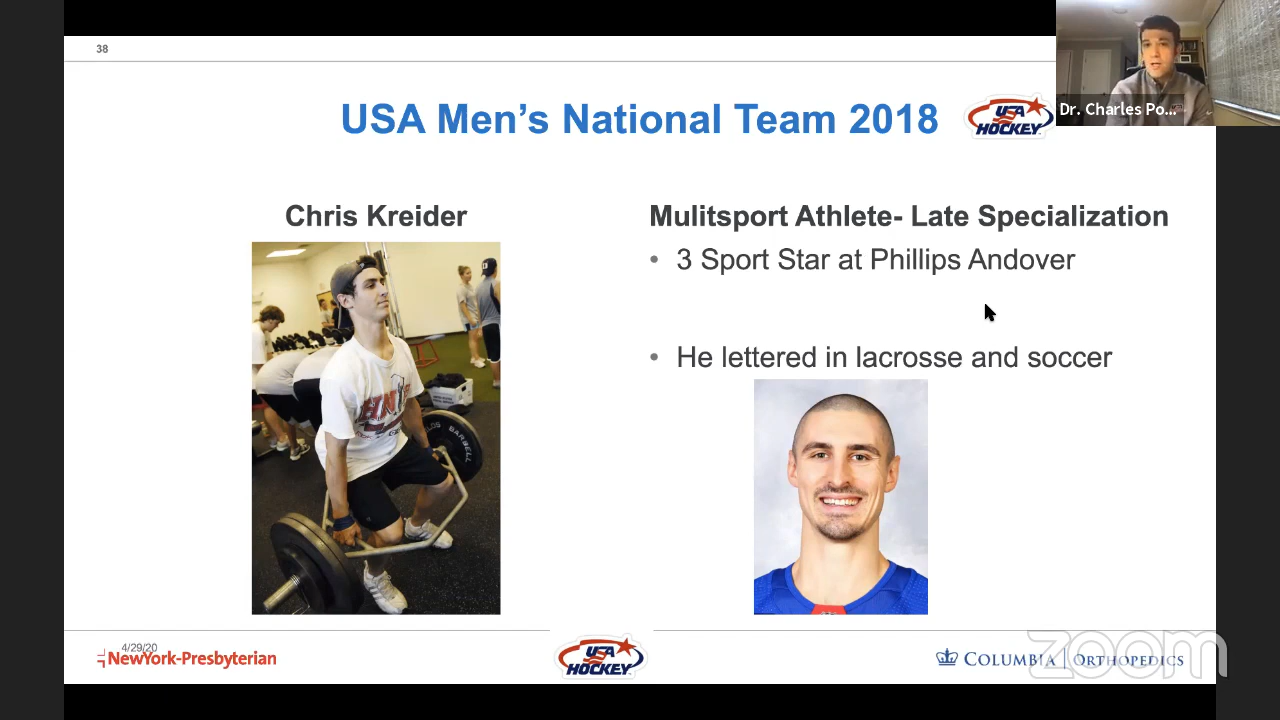 38
USA Men's National Team 2018
USA
HOCKEY
Dr. Charles Po...
Chris Kreider
Mulitsport Athlete- Late Specialization
• 3 Sport Star at Phillips Andover
• He lettered in lacrosse and soccer
BARBELL
4/29/20
NewYork-Presbyterian
USA
HOCKEY
COLUMBIA | ORTHOPEDICS
zoom